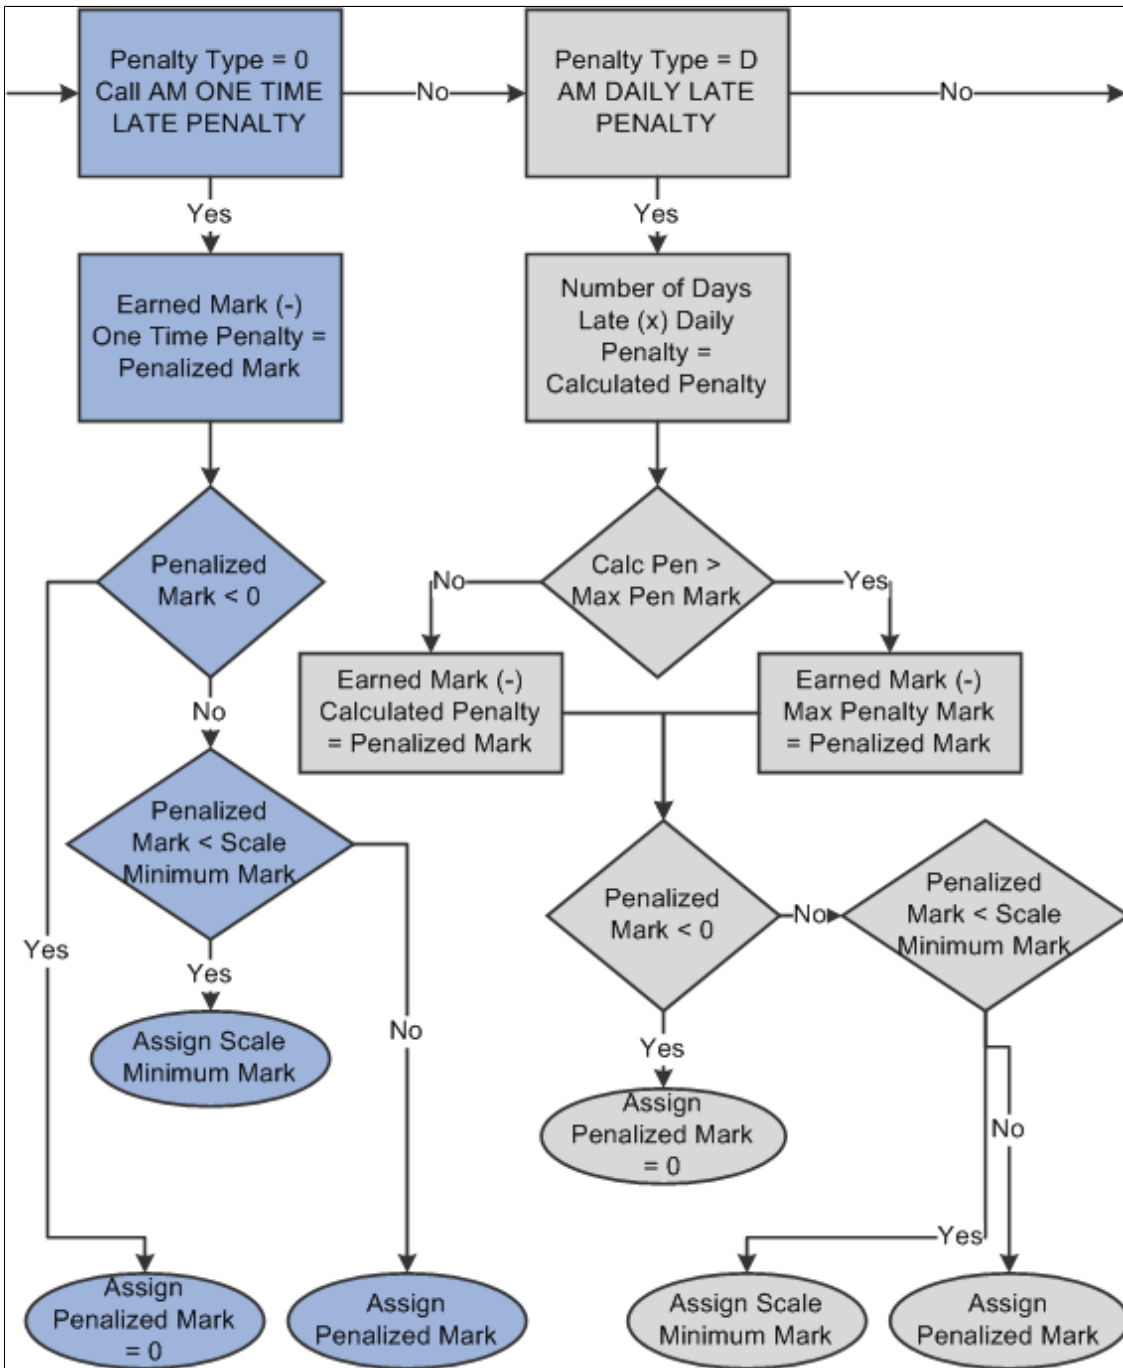 Penalty Type = 0
Call AM ONE TIME
LATE PENALTY
No
Penalty Type = D
AM DAILY LATE
PENALTY
No
Yes
Yes
Earned Mark (-)
One Time Penalty =
Penalized Mark
Number of Days
Late (x) Daily
Penalty =
Calculated Penalty
Penalized
Mark < 0
Calc Pen >
Max Pen Mark
No
Yes
Earned Mark (-)
Calculated Penalty
= Penalized Mark
Earned Mark (-)
Max Penalty Mark
= Penalized Mark
No
Penalized
Mark < Scale
Minimum Mark
Penalized
Mark < 0
No
Penalized
Mark < Scale
Minimum Mark
Yes
Yes
No
Assign Scale
Minimum Mark
Yes
Assign
Penalized Mark
= 0
No
Yes
Assign
Penalized Mark
= 0
Assign
Penalized Mark
Assign Scale
Minimum Mark
Assign
Penalized Mark